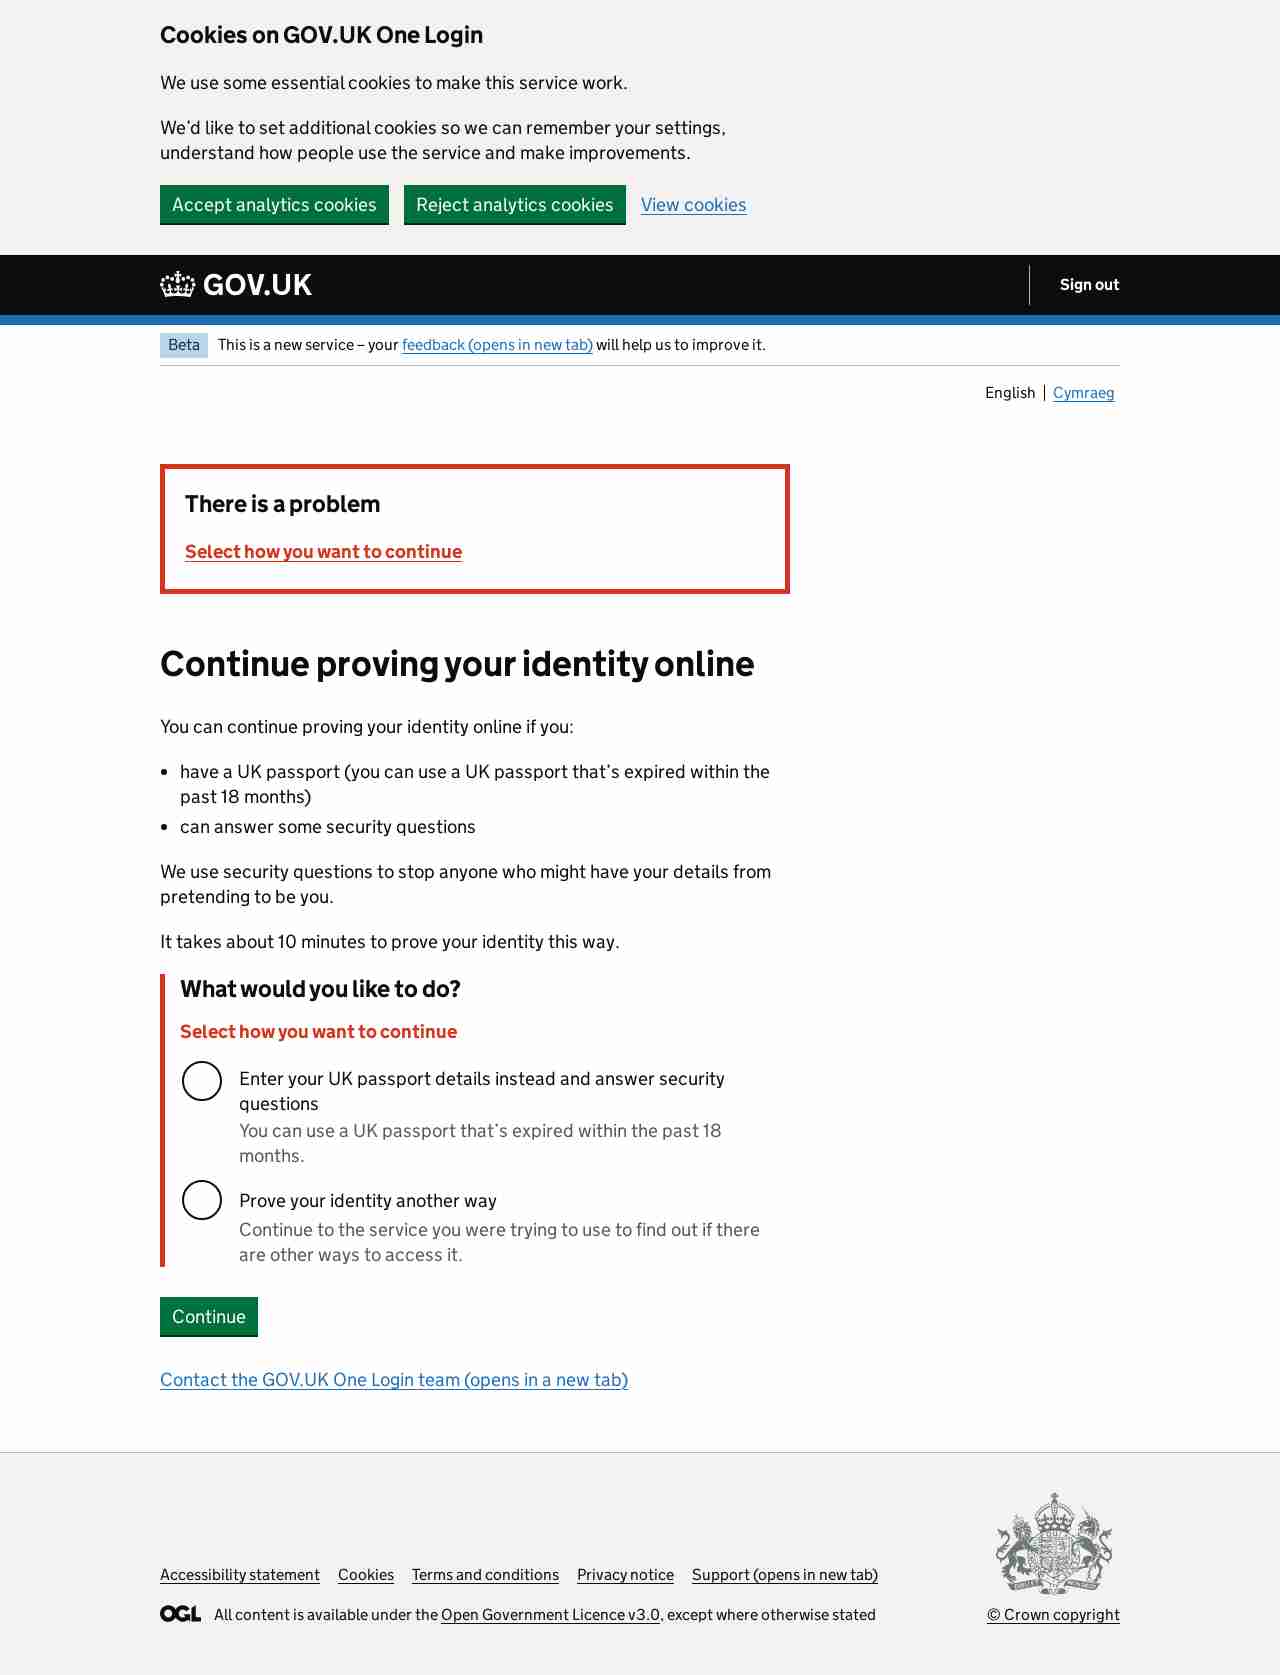 Cookies on GOV.UK One Login
We use some essential cookies to make this service work.
We’d like to set additional cookies so we can remember your settings,
understand how people use the service and make improvements.
Accept analytics cookies Reject analytics cookies View cookies
GOV.UK Sign out
Beta This is a new service – your feedback (opens in new tab) will help us to improve it.
English Cymraeg
There is a problem
Select how you want to continue
Continue proving your identity online
You can continue proving your identity online if you:
• have a UK passport (you can use a UK passport that’s expired within the
past 18 months)
• can answer some security questions
We use security questions to stop anyone who might have your details from
pretending to be you.
It takes about 10 minutes to prove your identity this way.
What would you like to do?
Select how you want to continue
Enter your UK passport details instead and answer security
questions
You can use a UK passport that’s expired within the past 18
months.
Prove your identity another way
Continue to the service you were trying to use to find out if there
are other ways to access it.
Continue
Contact the GOV.UK One Login team (opens in a new tab)
Accessibility statement Cookies Terms and conditions Privacy notice Support (opens in new tab)
OGL All content is available under the Open Government Licence v3.0, except where otherwise stated
© Crown copyright